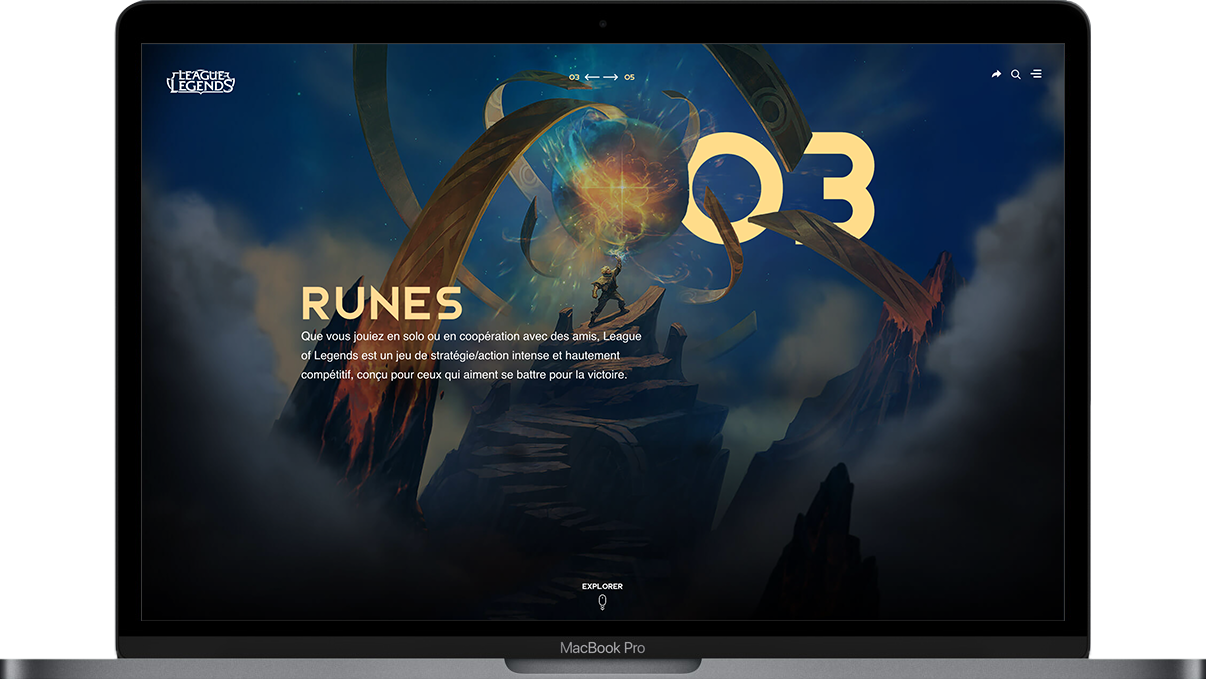 LEAGUE OF
LEGENDS
03
05
03
RUNES
Que vous jouiez en solo ou en coopération avec des amis, League
of Legends est un jeu de stratégie/action intense et hautement
compétitif, conçu pour ceux qui aiment se battre pour la victoire.
EXPLORER
MacBook Pro